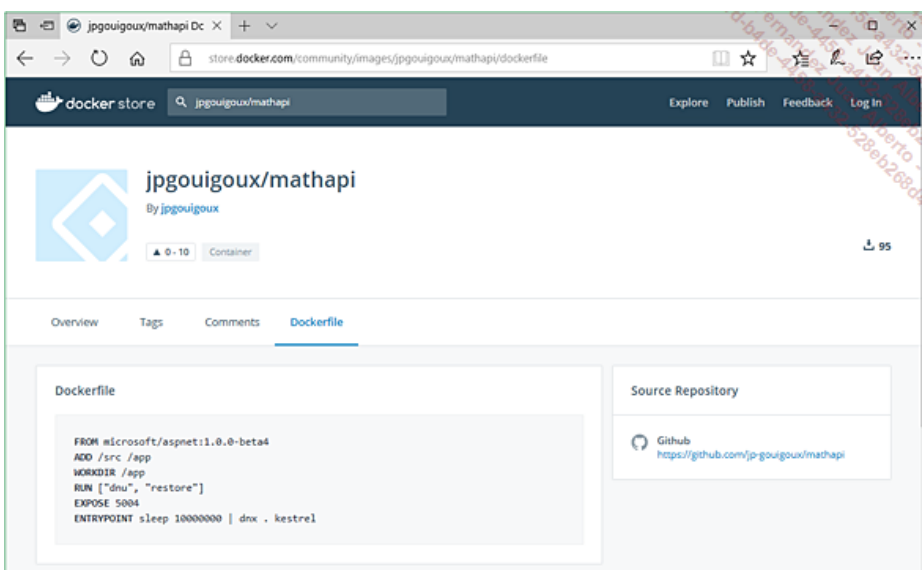 jpgouigoux/mathapi Dc
store.docker.com/community/images/jpgouigoux/mathapi/dockerfile
docker store
jpgouigoux/mathapi
Explore Publish Feedback Log In
jpgouigoux/mathapi
By jpgouigoux
0 - 10 Container
95
Overview Tags Comments Dockerfile
Dockerfile
FROM microsoft/aspnet:1.0.0-beta4
ADD /src /app
WORKDIR /app
RUN ["dnu", "restore"]
EXPOSE 5004
ENTRYPOINT sleep 10000000 | dnx . kestrel
Source Repository
Github
https://github.com/jp-gouigoux/mathapi
Alberto